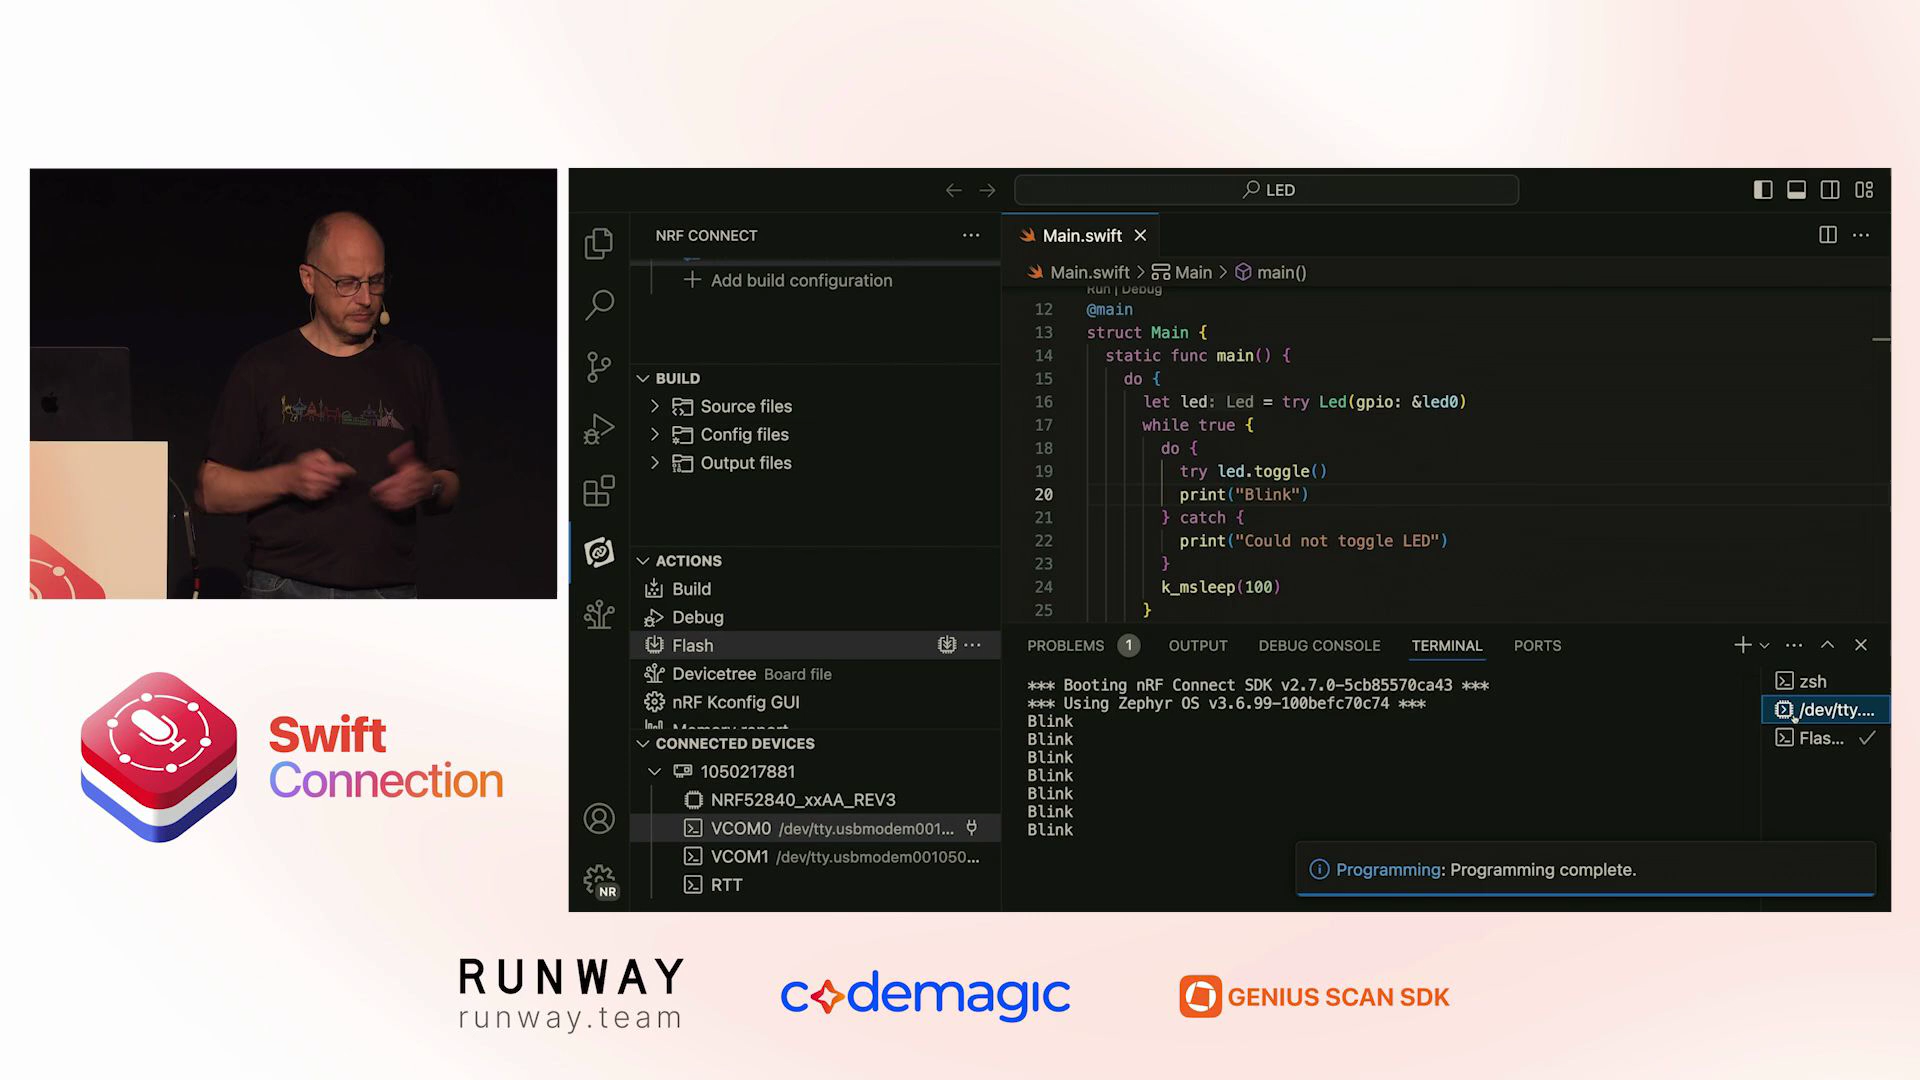 LED
NRF CONNECT
Add build configuration
BUILD
Source files
Config files
Output files
ACTIONS
Build
Debug
Flash
Devicetree Board file
nRF Kconfig GUI
Memory report
CONNECTED DEVICES
1050217881
NRF52840_xxAA_REV3
VCOM0 /dev/tty.usbmodem001...
VCOM1 /dev/tty.usbmodem001050...
RTT
NR
Main.swift
Main.swift > Main > main()
Run | Debug
12 @main
13 struct Main {
14 static func main() {
15 do {
16 let led: Led = try Led(gpio: &led0)
17 while true {
18 do {
19 try led.toggle()
20 print("Blink")
21 } catch {
22 print("Could not toggle LED")
23 }
24 k_msleep(100)
25 }
PROBLEMS 1 OUTPUT DEBUG CONSOLE TERMINAL PORTS
*** Booting nRF Connect SDK v2.7.0-5cb85570ca43 ***
*** Using Zephyr OS v3.6.99-100befc70c74 ***
Blink
Blink
Blink
Blink
Blink
Blink
Blink
zsh
/dev/tty....
Flas...
Programming: Programming complete.
Swift
Connection
RUNWAY
runway.team
codemagic
GENIUS SCAN SDK